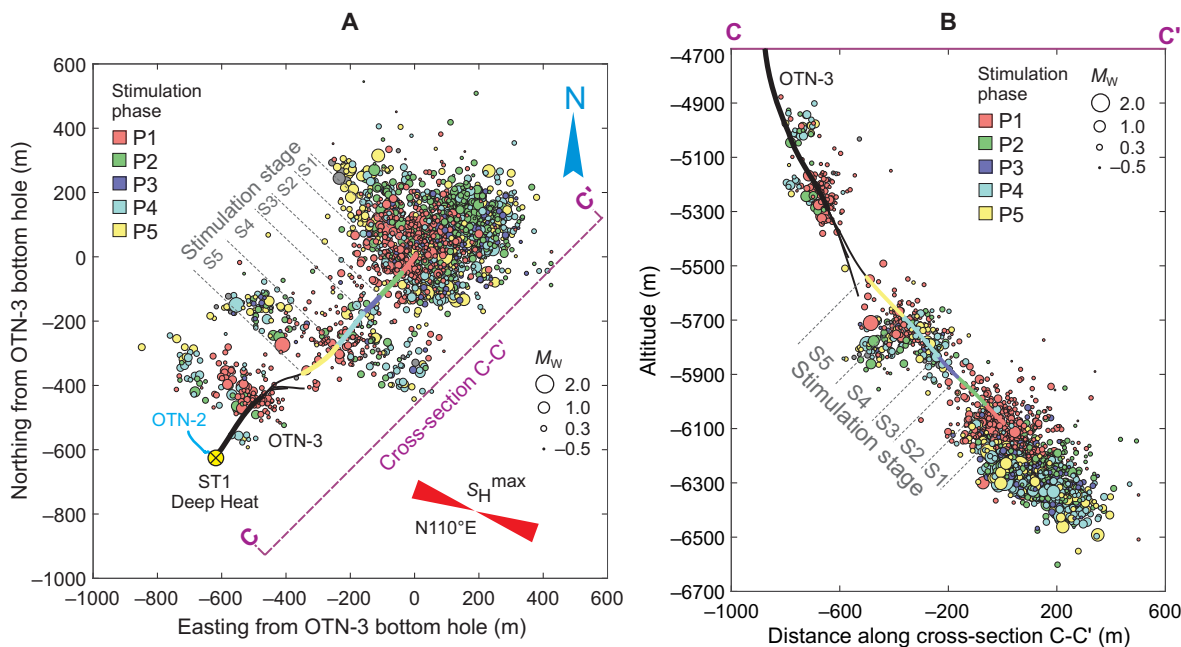 A
B
Northing from OTN-3 bottom hole (m)
600
400
200
0
–200
–400
–600
–800
–1000
Stimulation
phase
P1
P2
P3
P4
P5
N
Stimulation stage
S5
S4
S3
S2
S1
C'
Cross-section C-C'
C
OTN-2
OTN-3
ST1
Deep Heat
M_W
2.0
1.0
0.3
–0.5
S_H^max
N110°E
–1000
–800
–600
–400
–200
0
200
400
600
Easting from OTN-3 bottom hole (m)
C
C'
Altitude (m)
–4700
–4900
–5100
–5300
–5500
–5700
–5900
–6100
–6300
–6500
–6700
OTN-3
Stimulation
phase
P1
P2
P3
P4
P5
M_W
2.0
1.0
0.3
–0.5
S5
S4
S3
S2
S1
Stimulation stage
–1000
–600
–200
200
600
Distance along cross-section C-C' (m)